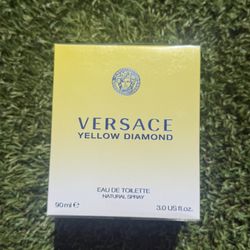 VERSACE
YELLOW DIAMOND
EAU DE TOILETTE
NATURAL SPRAY
90 ml e 3.0 US fl.oz.